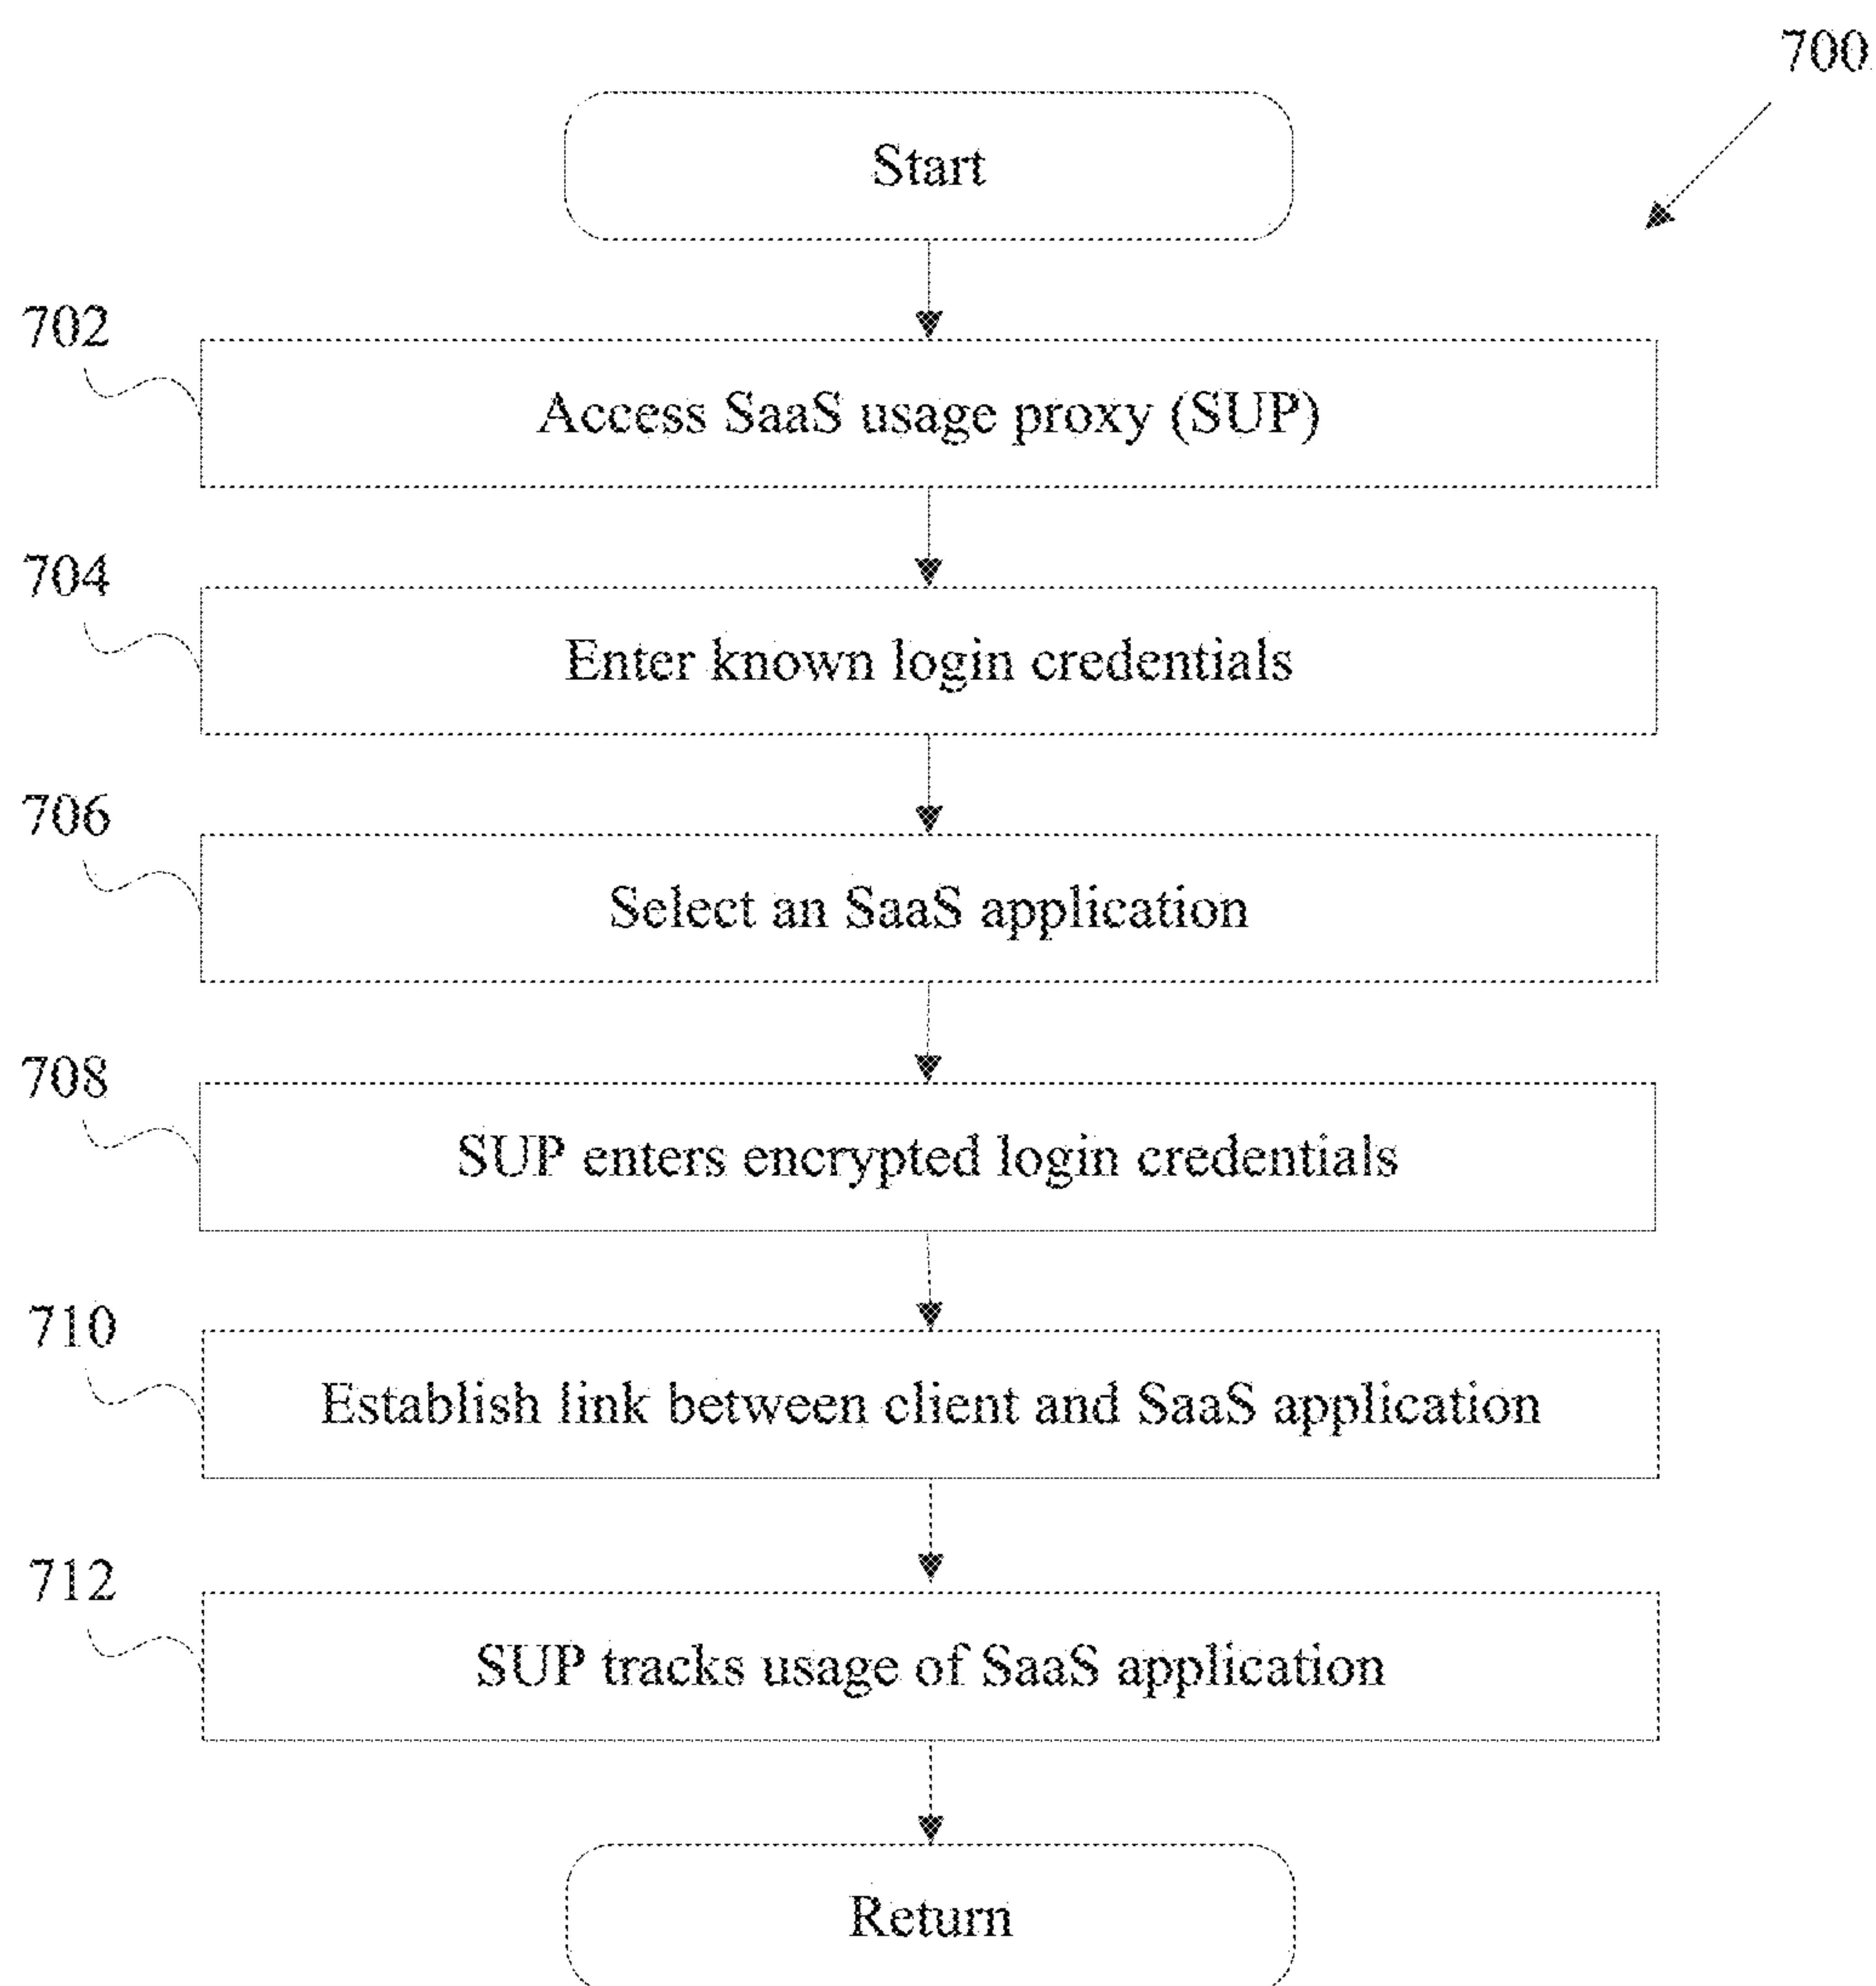 700
Start
702
Access SaaS usage proxy (SUP)
704
Enter known login credentials
706
Select an SaaS application
708
SUP enters encrypted login credentials
710
Establish link between client and SaaS application
712
SUP tracks usage of SaaS application
Return